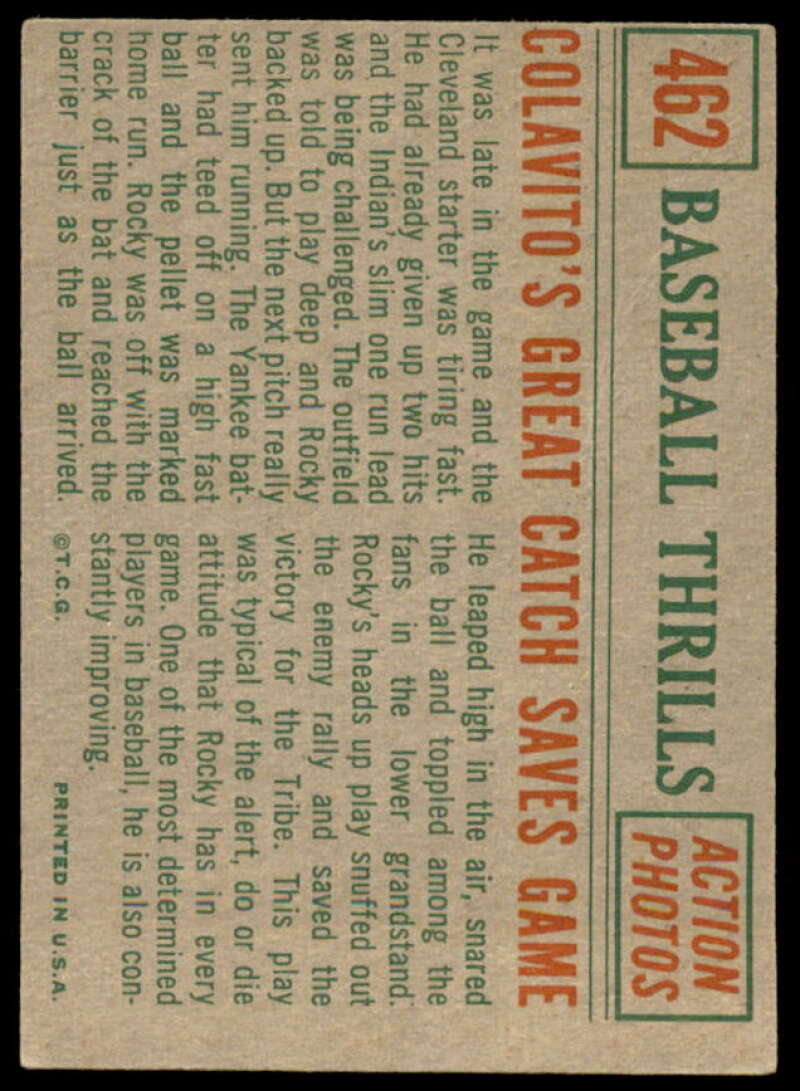 462
BASEBALL THRILLS
ACTION
PHOTOS
COLAVITO'S GREAT CATCH SAVES GAME
It was late in the game and the
Cleveland starter was tiring fast.
He had already given up two hits
and the Indian's slim one run lead
was being challenged. The outfield
was told to play deep and Rocky
backed up. But the next pitch really
sent him running. The Yankee bat-
ter had teed off on a high fast
ball and the pellet was marked
home run. Rocky was off with the
crack of the bat and reached the
barrier just as the ball arrived.
He leaped high in the air, snared
the ball and toppled among the
fans in the lower grandstand.
Rocky's heads up play snuffed out
the enemy rally and saved the
victory for the Tribe. This play
was typical of the alert, do or die
attitude that Rocky has in every
game. One of the most determined
players in baseball, he is also con-
stantly improving.
©T.C.G.
PRINTED IN U.S.A.